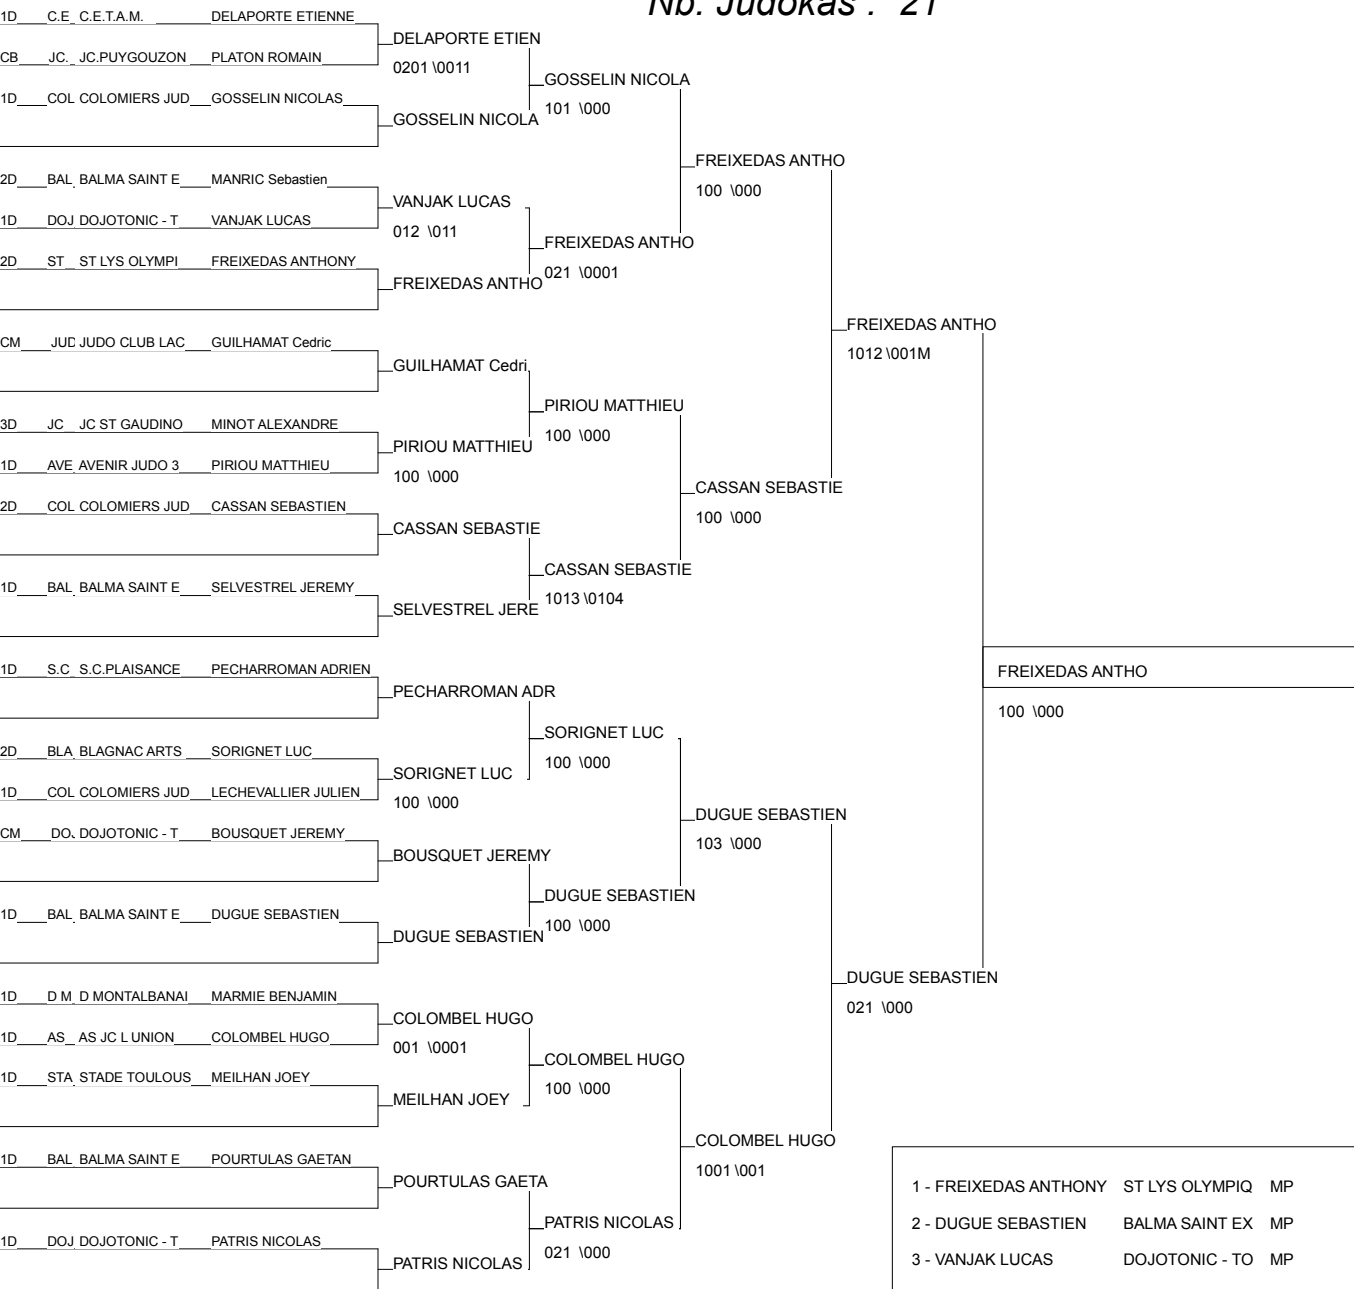 Nb. Judokas : 21
1D C.E C.E.T.A.M. DELAPORTE ETIENNE
DELAPORTE ETIEN
0201 \0011
CB JC. JC.PUYGOUZON PLATON ROMAIN
GOSSELIN NICOLA
101 \000
1D COL COLOMIERS JUD GOSSELIN NICOLAS
GOSSELIN NICOLA
FREIXEDAS ANTHO
100 \000
2D BAL BALMA SAINT E MANRIC Sebastien
VANJAK LUCAS
012 \011
1D DOJ DOJOTONIC - T VANJAK LUCAS
FREIXEDAS ANTHO
021 \0001
2D ST ST LYS OLYMPI FREIXEDAS ANTHONY
FREIXEDAS ANTHO
FREIXEDAS ANTHO
1012 \001M
CM JUD JUDO CLUB LAC GUILHAMAT Cedric
GUILHAMAT Cedri
PIRIOU MATTHIEU
100 \000
3D JC JC ST GAUDINO MINOT ALEXANDRE
PIRIOU MATTHIEU
100 \000
1D AVE AVENIR JUDO 3 PIRIOU MATTHIEU
CASSAN SEBASTIE
100 \000
2D COL COLOMIERS JUD CASSAN SEBASTIEN
CASSAN SEBASTIE
CASSAN SEBASTIE
1013 \0104
1D BAL BALMA SAINT E SELVESTREL JEREMY
SELVESTREL JERE
1D S.C S.C.PLAISANCE PECHARROMAN ADRIEN
FREIXEDAS ANTHO
100 \000
PECHARROMAN ADR
SORIGNET LUC
100 \000
2D BLA BLAGNAC ARTS SORIGNET LUC
SORIGNET LUC
100 \000
1D COL COLOMIERS JUD LECHEVALLIER JULIEN
DUGUE SEBASTIEN
103 \000
CM DOJ DOJOTONIC - T BOUSQUET JEREMY
BOUSQUET JEREMY
DUGUE SEBASTIEN
100 \000
1D BAL BALMA SAINT E DUGUE SEBASTIEN
DUGUE SEBASTIEN
DUGUE SEBASTIEN
021 \000
1D D M D MONTALBANAI MARMIE BENJAMIN
COLOMBEL HUGO
001 \0001
1D AS AS JC L UNION COLOMBEL HUGO
COLOMBEL HUGO
100 \000
1D STA STADE TOULOUS MEILHAN JOEY
MEILHAN JOEY
COLOMBEL HUGO
1001 \001
1D BAL BALMA SAINT E POURTULAS GAETAN
POURTULAS GAETA
PATRIS NICOLAS
021 \000
1D DOJ DOJOTONIC - T PATRIS NICOLAS
PATRIS NICOLAS
1 - FREIXEDAS ANTHONY ST LYS OLYMPIQ MP
2 - DUGUE SEBASTIEN BALMA SAINT EX MP
3 - VANJAK LUCAS DOJOTONIC - TO MP